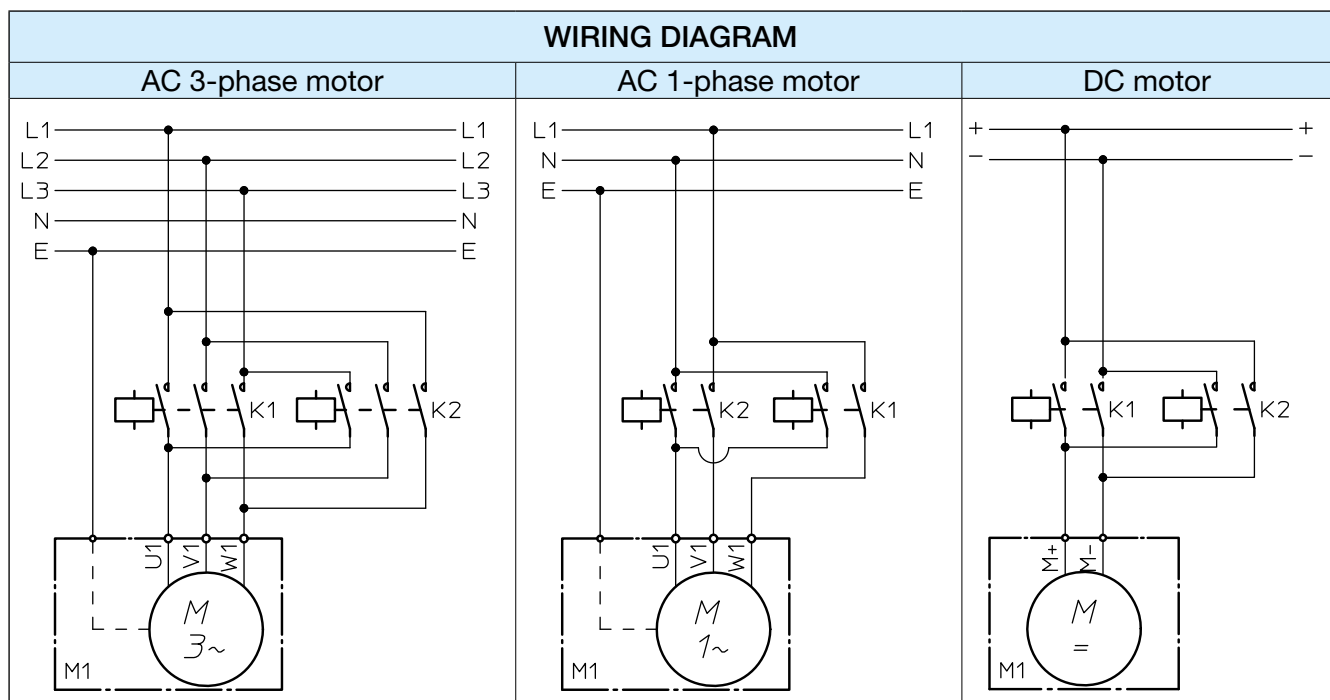 WIRING DIAGRAM
AC 3-phase motor
L1 L1
L2 L2
L3 L3
N N
E E
K1 K2
U1 V1 W1
M
3~
M1
AC 1-phase motor
L1 L1
N N
E E
K2 K1
U1 V1 W1
M
1~
M1
DC motor
+ +
− −
K1 K2
M+ M-
M
=
M1